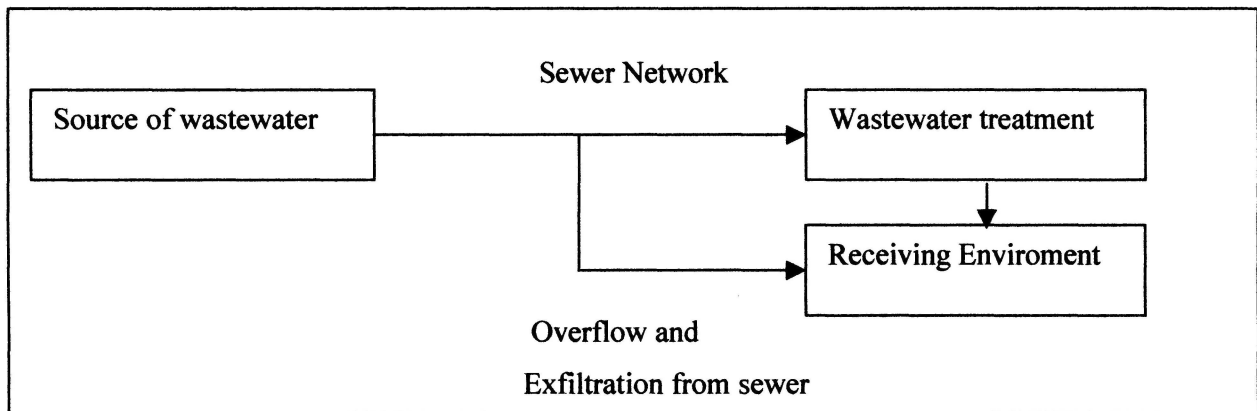 Sewer Network
Source of wastewater
Wastewater treatment
Receiving Enviroment
Overflow and
Exfiltration from sewer